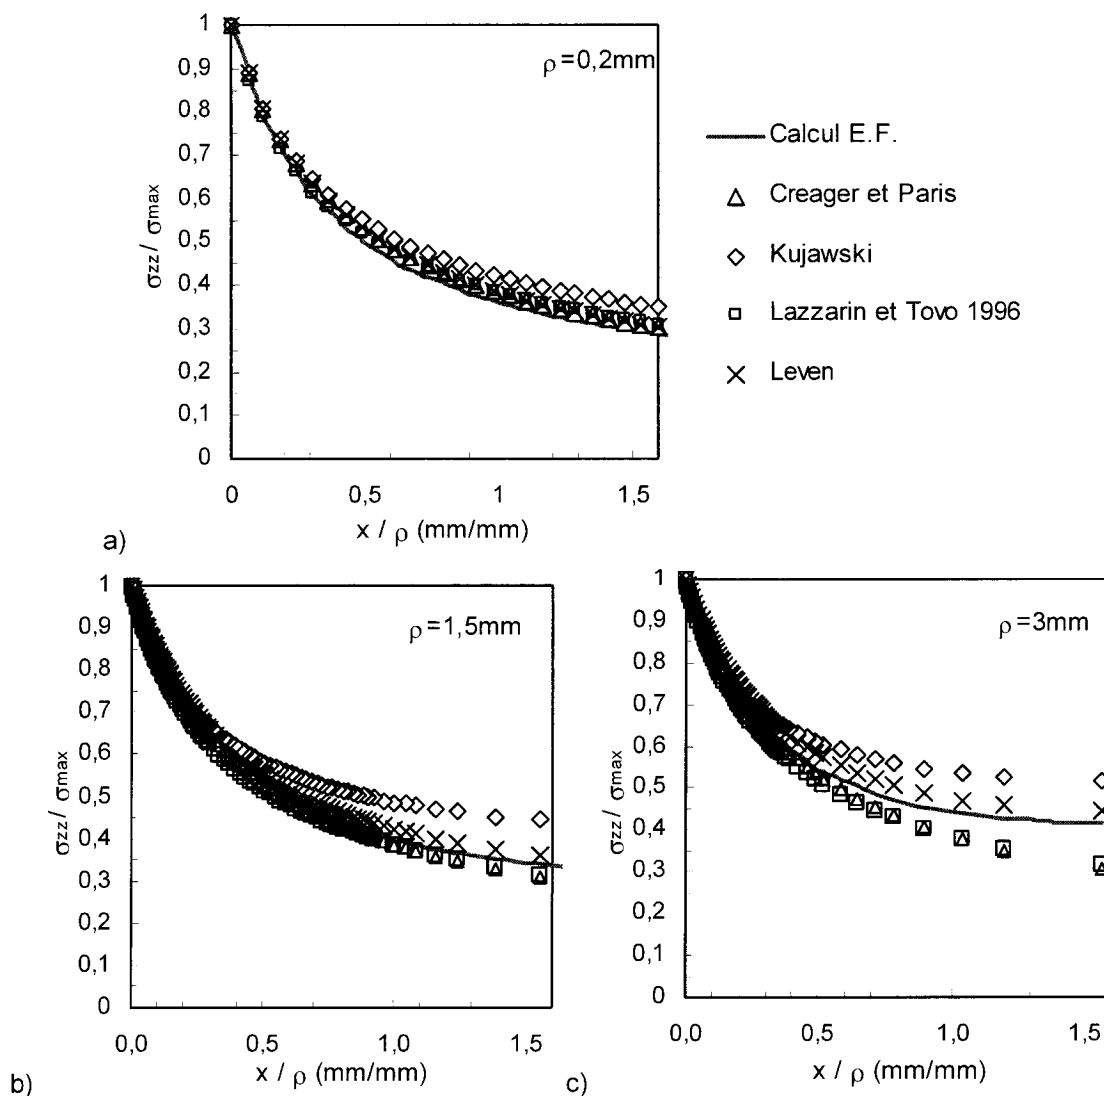 1
0,9
0,8
0,7
0,6
0,5
0,4
0,3
0,2
0,1
0
σzz / σmax
ρ=0,2mm
0 0,5 1 1,5
x / ρ (mm/mm)
a)
Calcul E.F.
Creager et Paris
Kujawski
Lazzarin et Tovo 1996
Leven
1
0,9
0,8
0,7
0,6
0,5
0,4
0,3
0,2
0,1
0
σzz / σmax
ρ=1,5mm
0,0 0,5 1,0 1,5
x / ρ (mm/mm)
b)
1
0,9
0,8
0,7
0,6
0,5
0,4
0,3
0,2
0,1
0
σzz / σmax
ρ=3mm
0,0 0,5 1,0 1,5
x / ρ (mm/mm)
c)